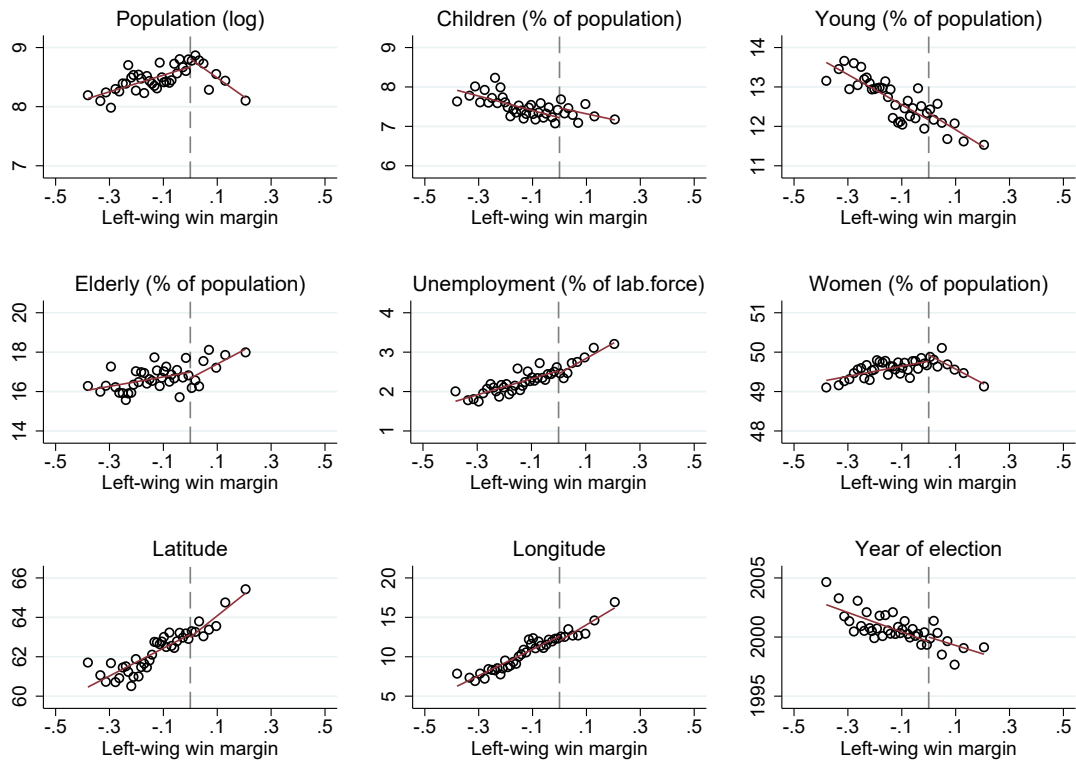 Population (log)
9
8
7
-.5 -.3 -.1 .1 .3 .5
Left-wing win margin
Children (% of population)
9
8
7
6
-.5 -.3 -.1 .1 .3 .5
Left-wing win margin
Young (% of population)
14
13
12
11
-.5 -.3 -.1 .1 .3 .5
Left-wing win margin
Elderly (% of population)
20
18
16
14
-.5 -.3 -.1 .1 .3 .5
Left-wing win margin
Unemployment (% of lab.force)
4
3
2
1
-.5 -.3 -.1 .1 .3 .5
Left-wing win margin
Women (% of population)
51
50
49
48
-.5 -.3 -.1 .1 .3 .5
Left-wing win margin
Latitude
66
64
62
60
-.5 -.3 -.1 .1 .3 .5
Left-wing win margin
Longitude
20
15
10
5
-.5 -.3 -.1 .1 .3 .5
Left-wing win margin
Year of election
2005
2000
1995
-.5 -.3 -.1 .1 .3 .5
Left-wing win margin